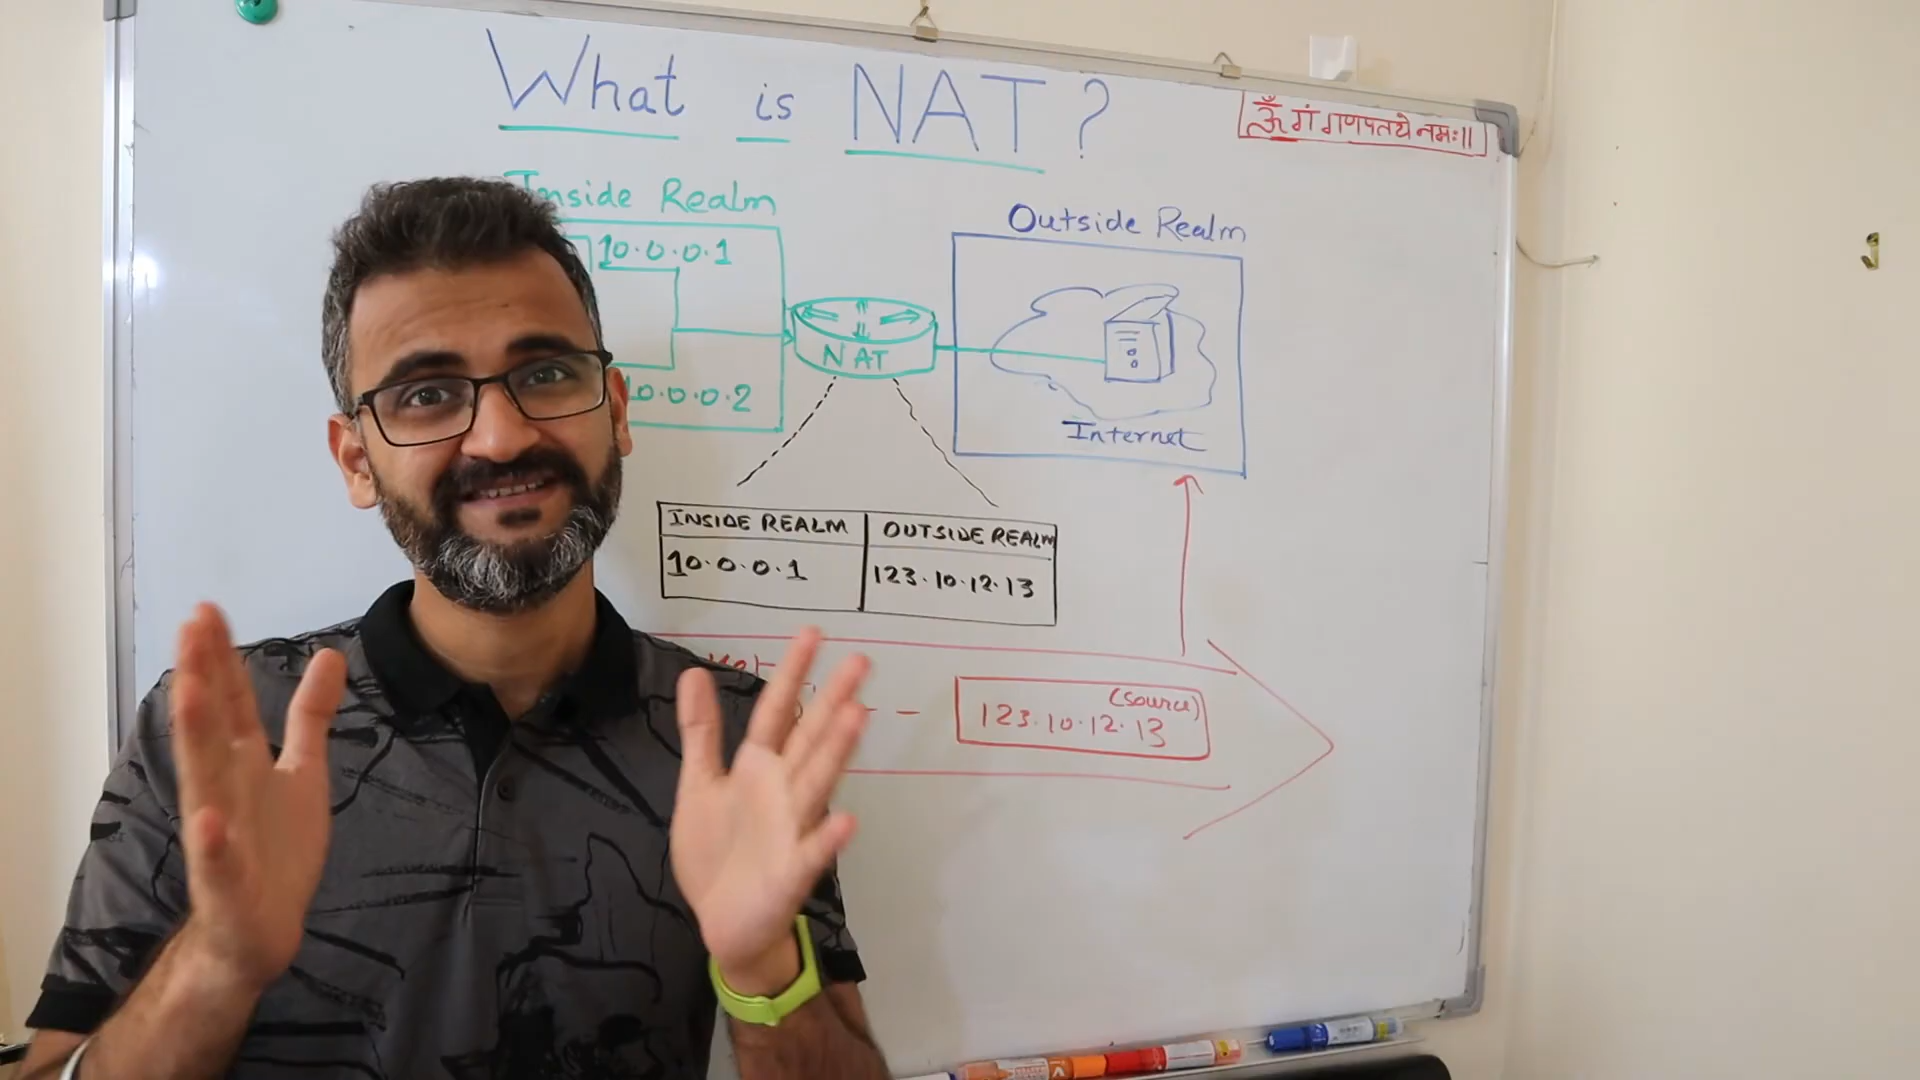 What is NAT?
ॐ गं गणपतये नमः॥
Inside Realm
Outside Realm
10.0.0.1
NAT
10.0.0.2
Internet
INSIDE REALM OUTSIDE REALM
10.0.0.1 123.10.12.13
(source)
123.10.12.13